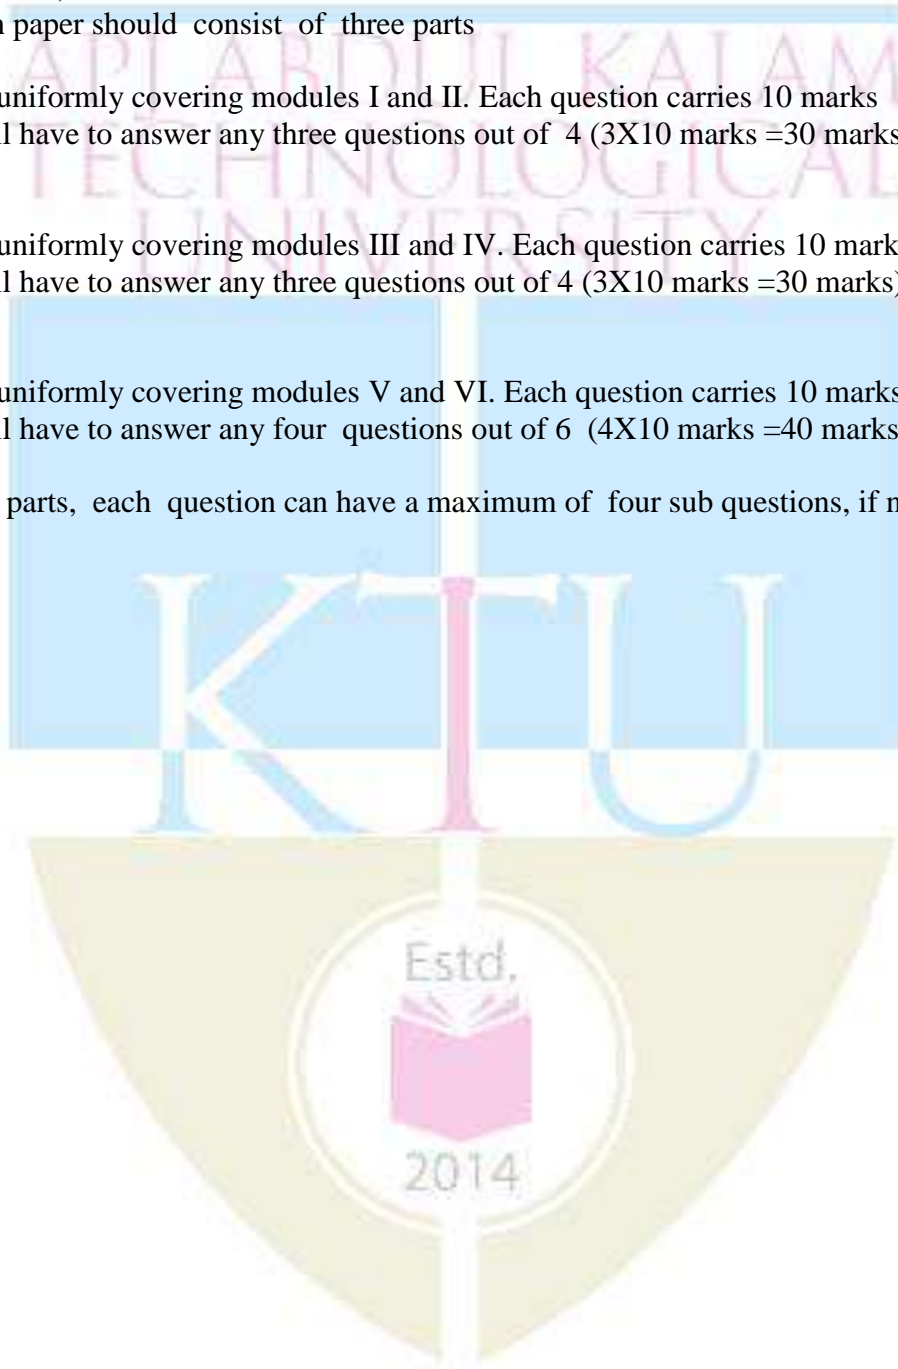 n paper should consist of three parts
API ABDUL KALAM
uniformly covering modules I and II. Each question carries 10 marks
ll have to answer any three questions out of 4 (3X10 marks =30 marks
TECHNOLOGICAL
UNIVERSITY
uniformly covering modules III and IV. Each question carries 10 mark
ll have to answer any three questions out of 4 (3X10 marks =30 marks)
uniformly covering modules V and VI. Each question carries 10 marks
ll have to answer any four questions out of 6 (4X10 marks =40 marks
parts, each question can have a maximum of four sub questions, if n
KTU
Estd.
2014